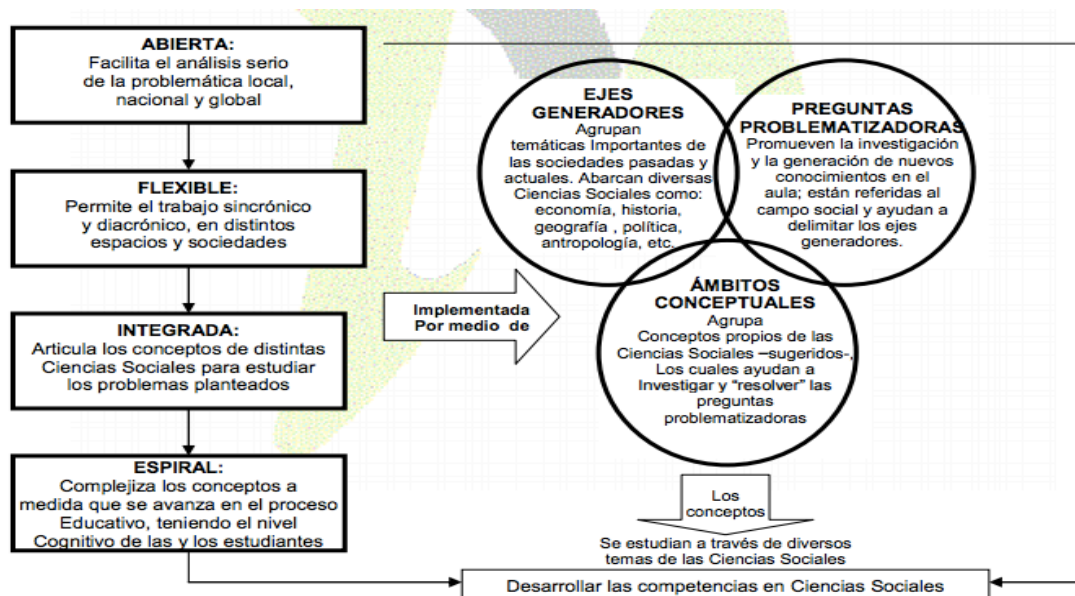 ABIERTA:
Facilita el análisis serio
de la problemática local,
nacional y global
FLEXIBLE:
Permite el trabajo sincrónico
y diacrónico, en distintos
espacios y sociedades
INTEGRADA:
Articula los conceptos de distintas
Ciencias Sociales para estudiar
los problemas planteados
ESPIRAL:
Complejiza los conceptos a
medida que se avanza en el proceso
Educativo, teniendo el nivel
Cognitivo de las y los estudiantes
Implementada
Por medio de
EJES
GENERADORES
Agrupan
temáticas Importantes de
las sociedades pasadas y
actuales. Abarcan diversas
Ciencias Sociales como:
economía, historia,
geografía , política,
antropología, etc.
PREGUNTAS
PROBLEMATIZADORAS
Promueven la investigación
y la generación de nuevos
conocimientos en el
aula; están referidas al
campo social y ayudan a
delimitar los ejes
generadores.
ÁMBITOS
CONCEPTUALES
Agrupa
Conceptos propios de las
Ciencias Sociales –sugeridos-,
Los cuales ayudan a
Investigar y “resolver” las
preguntas
problematizadoras
Los
conceptos
Se estudian a través de diversos
temas de las Ciencias Sociales
Desarrollar las competencias en Ciencias Sociales